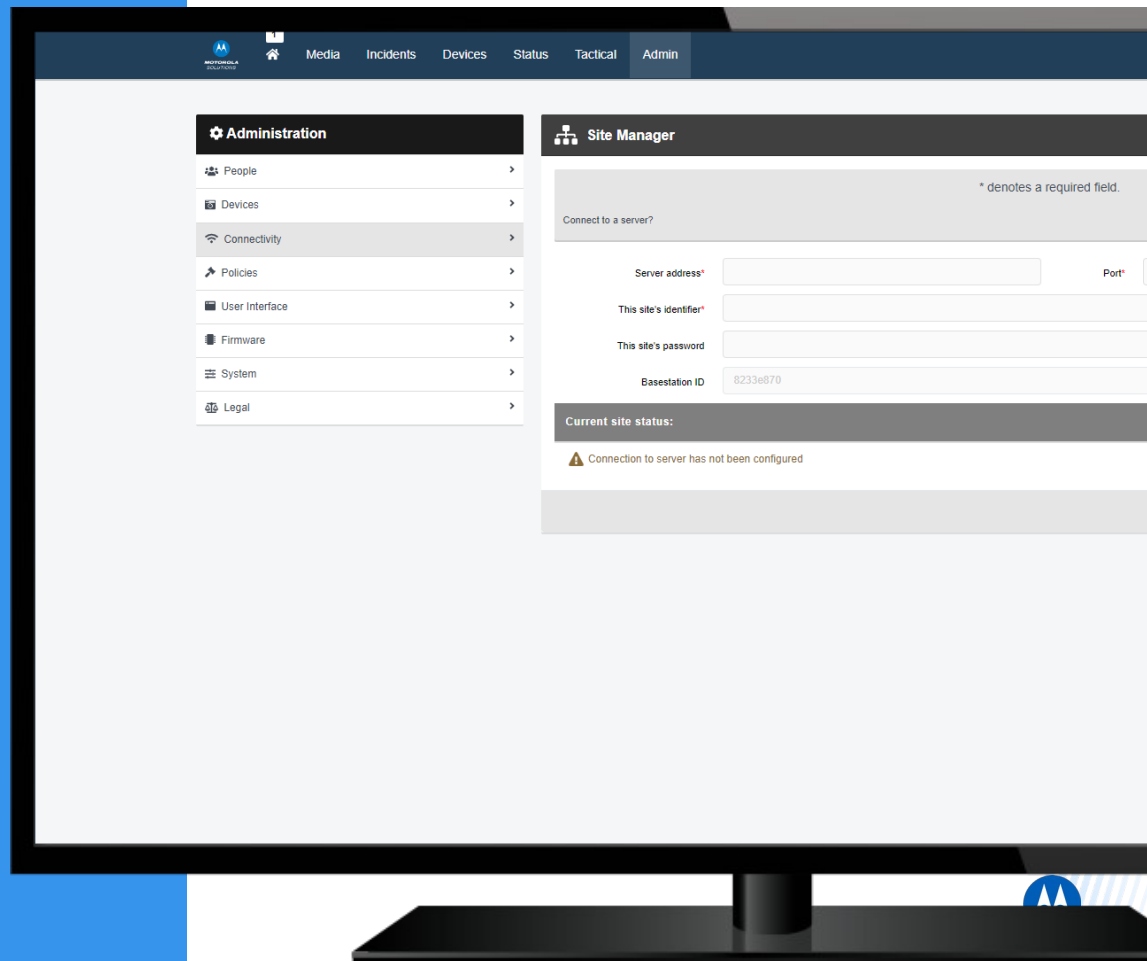 1
MOTOROLA
SOLUTIONS
Media Incidents Devices Status Tactical Admin
Administration
People
Devices
Connectivity
Policies
User Interface
Firmware
System
Legal
Site Manager
* denotes a required field.
Connect to a server?
Server address* Port*
This site's identifier*
This site's password
Basestation ID 8233e870
Current site status:
Connection to server has not been configured